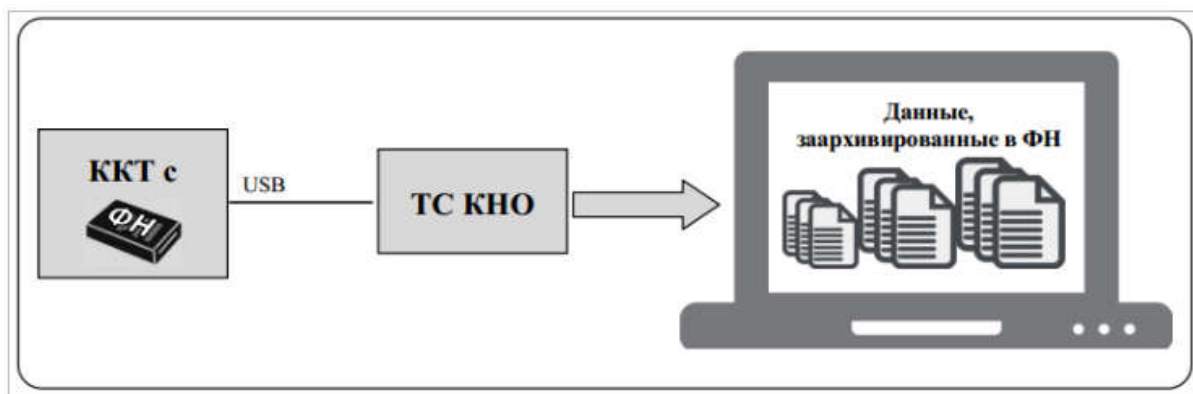 ККТ с
ФН
USB
ТС КНО
Данные,
заархивированные в ФН